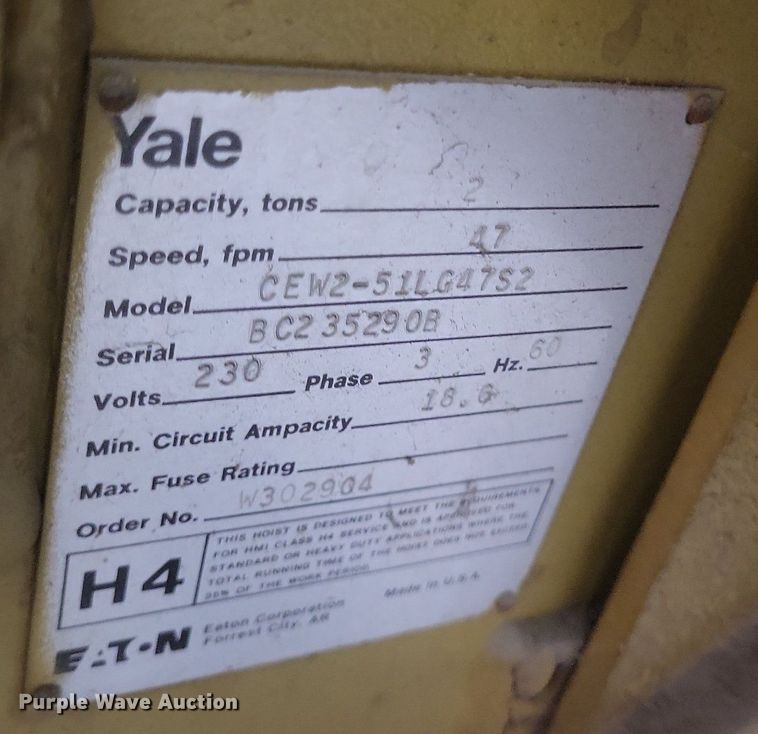 Yale
Capacity, tons 2
Speed, fpm 47
Model CEW2-51LG47S2
Serial BC235290B
Volts 230 Phase 3 Hz. 60
Min. Circuit Ampacity 18.6
Max. Fuse Rating
Order No. W302904
H4
THIS HOIST IS DESIGNED TO MEET THE REQUIREMENTS
FOR HMI CLASS H4 SERVICE AND IS APPROVED FOR
STANDARD OR HEAVY DUTY APPLICATIONS WHERE THE
TOTAL RUNNING TIME OF THE HOIST DOES NOT EXCEED
OF THE WORK PERIOD.
Made in U.S.A.
EATON Eaton Corporation
Forrest City, AR
Purple Wave Auction